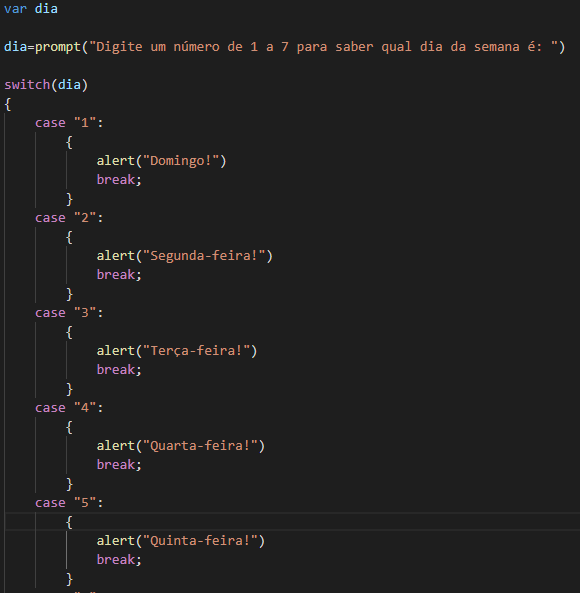 var dia
dia=prompt("Digite um número de 1 a 7 para saber qual dia da semana é: ")
switch(dia)
{
case "1":
{
alert("Domingo!")
break;
}
case "2":
{
alert("Segunda-feira!")
break;
}
case "3":
{
alert("Terça-feira!")
break;
}
case "4":
{
alert("Quarta-feira!")
break;
}
case "5":
{
alert("Quinta-feira!")
break;
}